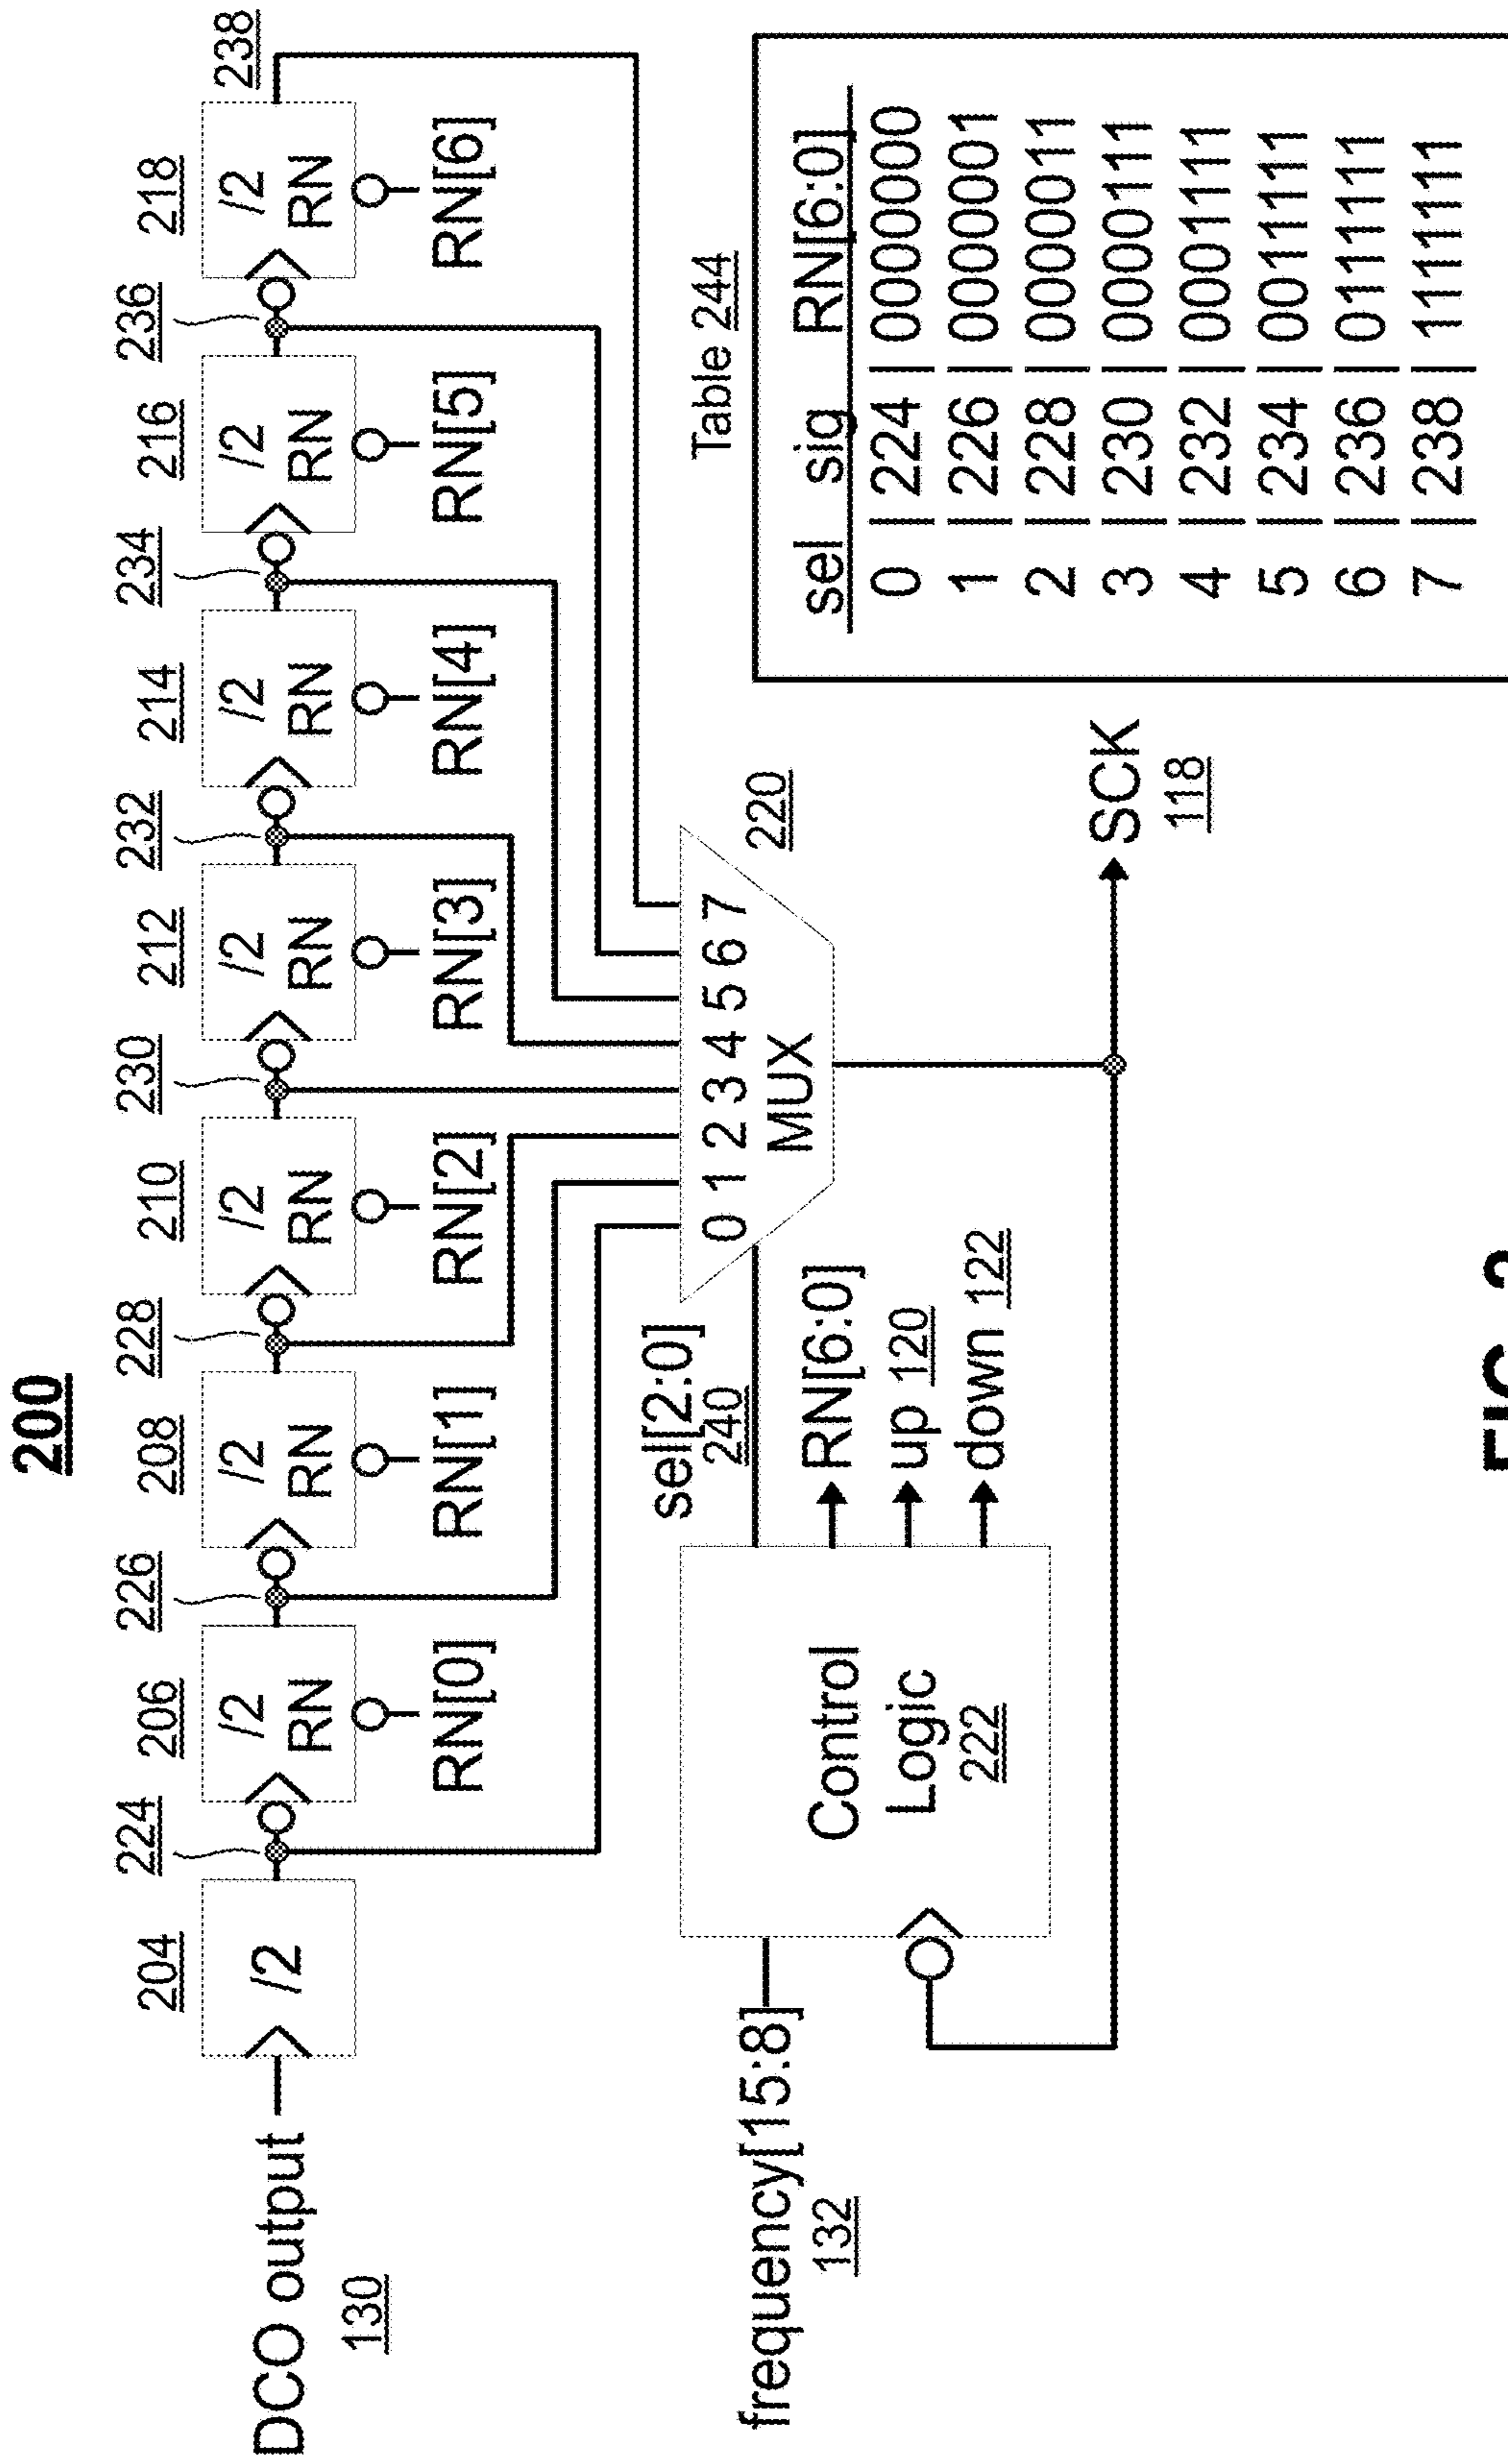 200
204
206
208
210
212
214
216
218
224
226
228
230
232
234
236
238
DCO output
130
/2
/2
RN
/2
RN
/2
RN
/2
RN
/2
RN
/2
RN
/2
RN
RN[0]
RN[1]
RN[2]
RN[3]
RN[4]
RN[5]
RN[6]
frequency[15:8]
132
Control
Logic
222
sel[2:0]
240
RN[6:0]
up 120
down 122
0 1 2 3 4 5 6 7
MUX
220
SCK
118
Table 244
sel sig RN[6:0]
0 | 224 | 0000000
1 | 226 | 0000001
2 | 228 | 0000011
3 | 230 | 0000111
4 | 232 | 0001111
5 | 234 | 0011111
6 | 236 | 0111111
7 | 238 | 1111111